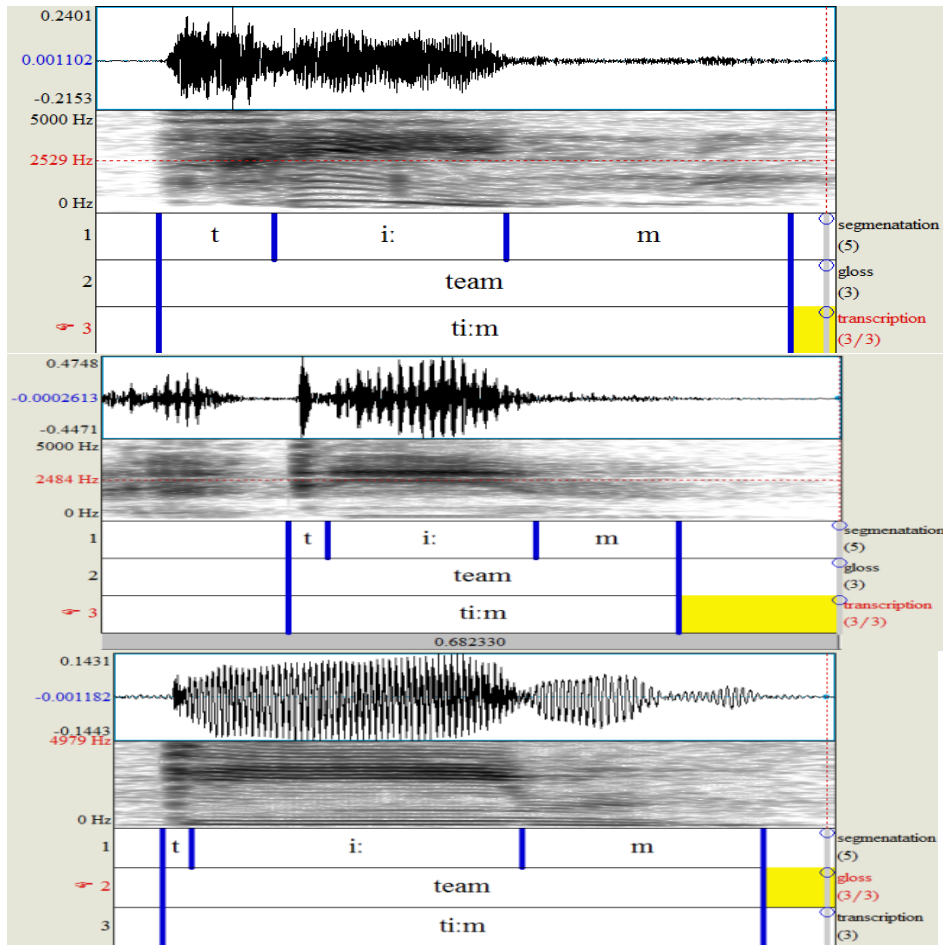 0.2401
0.001102
-0.2153
5000 Hz
2529 Hz
0 Hz
1 t i: m segmenatation (5)
2 team gloss (3)
☞ 3 ti:m transcription (3/3)
0.4748
-0.0002613
-0.4471
5000 Hz
2484 Hz
0 Hz
1 t i: m segmenatation (5)
2 team gloss (3)
☞ 3 ti:m transcription (3/3)
0.682330
0.1431
-0.001182
-0.1443
4979 Hz
0 Hz
1 t i: m segmenatation (5)
☞ 2 team gloss (3/3)
3 ti:m transcription (3)